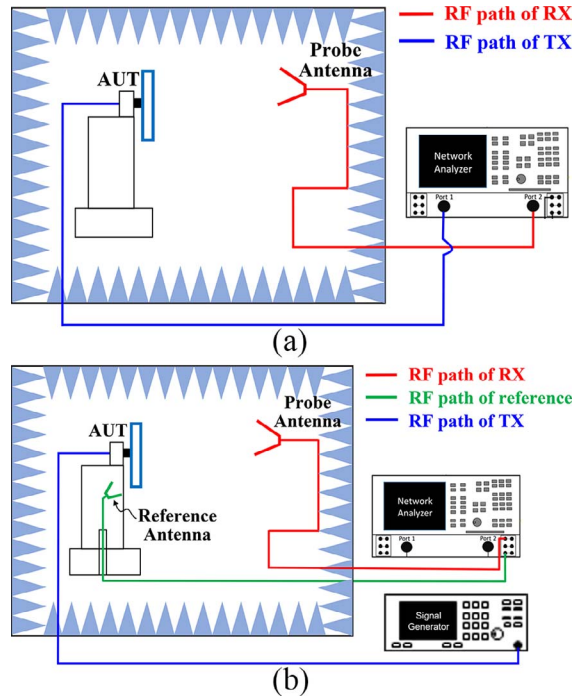 RF path of RX
RF path of TX
Probe
Antenna
AUT
Network
Analyzer
Port 1
Port 2
(a)
RF path of RX
RF path of reference
RF path of TX
Probe
Antenna
AUT
Reference
Antenna
Network
Analyzer
Port 1
Port 2
Signal
Generator
(b)